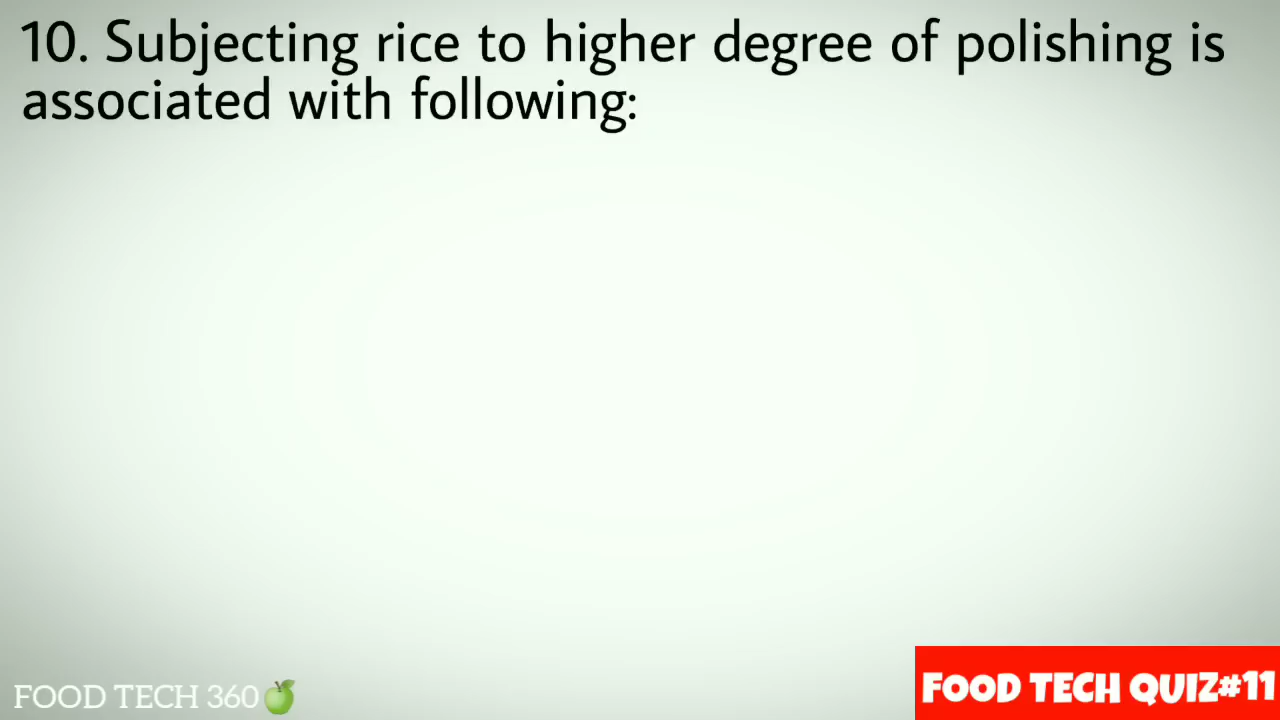 10. Subjecting rice to higher degree of polishing is
associated with following:
FOOD TECH 360
FOOD TECH QUIZ#11